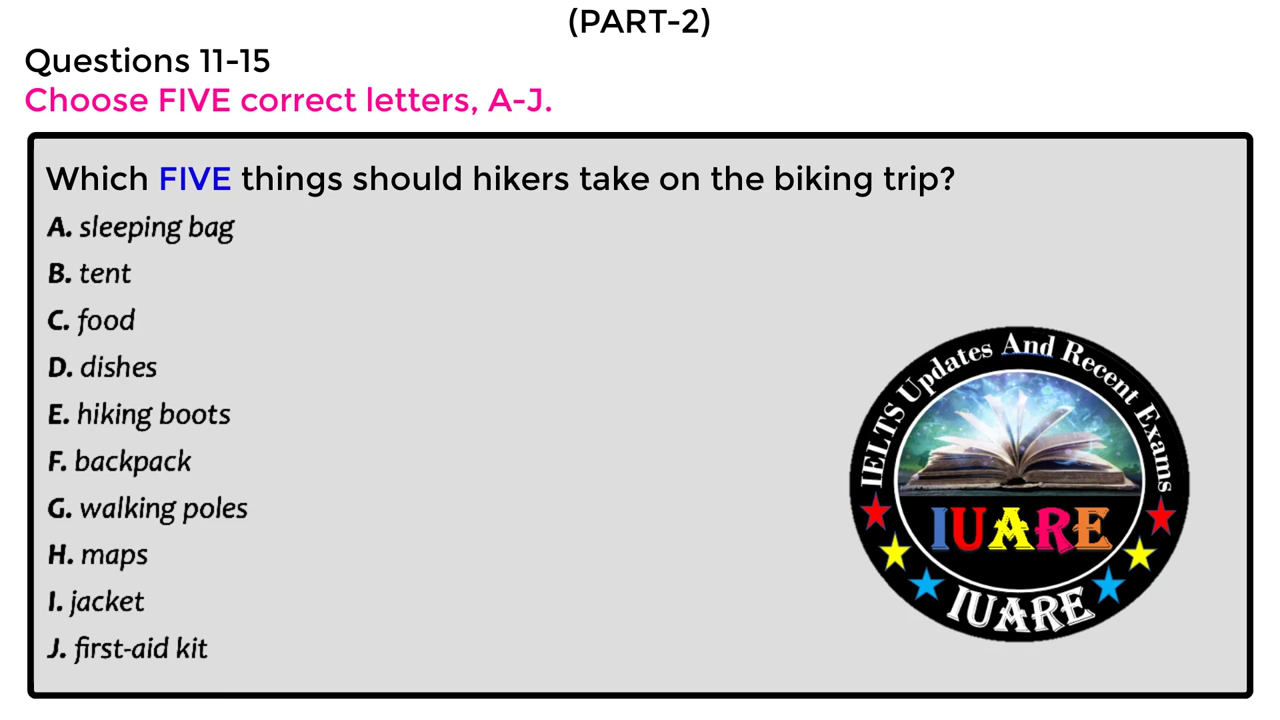 (PART-2)
Questions 11-15
Choose FIVE correct letters, A-J.
Which FIVE things should hikers take on the biking trip?
A. sleeping bag
B. tent
C. food
D. dishes
E. hiking boots
F. backpack
G. walking poles
H. maps
I. jacket
J. first-aid kit
IELTS Updates And Recent Exams
IUARE
IUARE